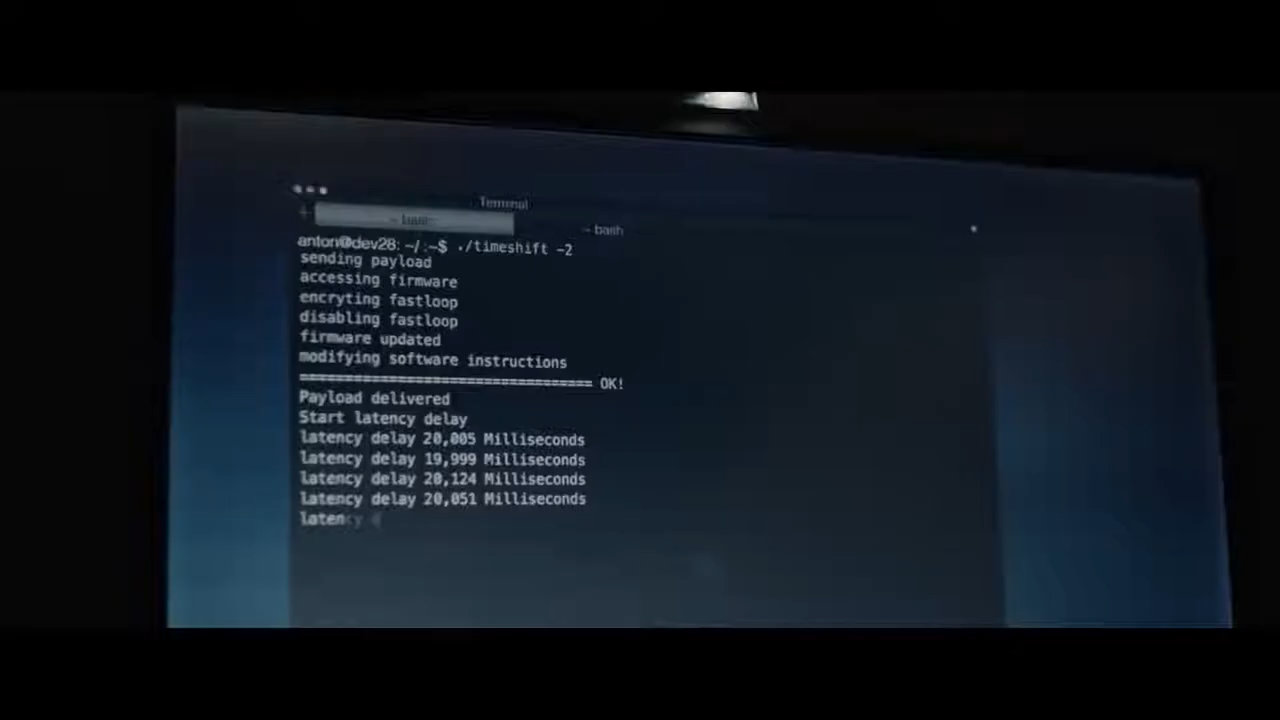 Terminal
~ bash
~ bash
anton@dev28: ~/ :~$ ./timeshift -2
sending payload
accessing firmware
encryting fastloop
disabling fastloop
firmware updated
modifying software instructions
================================= OK!
Payload delivered
Start latency delay
latency delay 20,005 Milliseconds
latency delay 19,999 Milliseconds
latency delay 20,124 Milliseconds
latency delay 20,051 Milliseconds
latency d